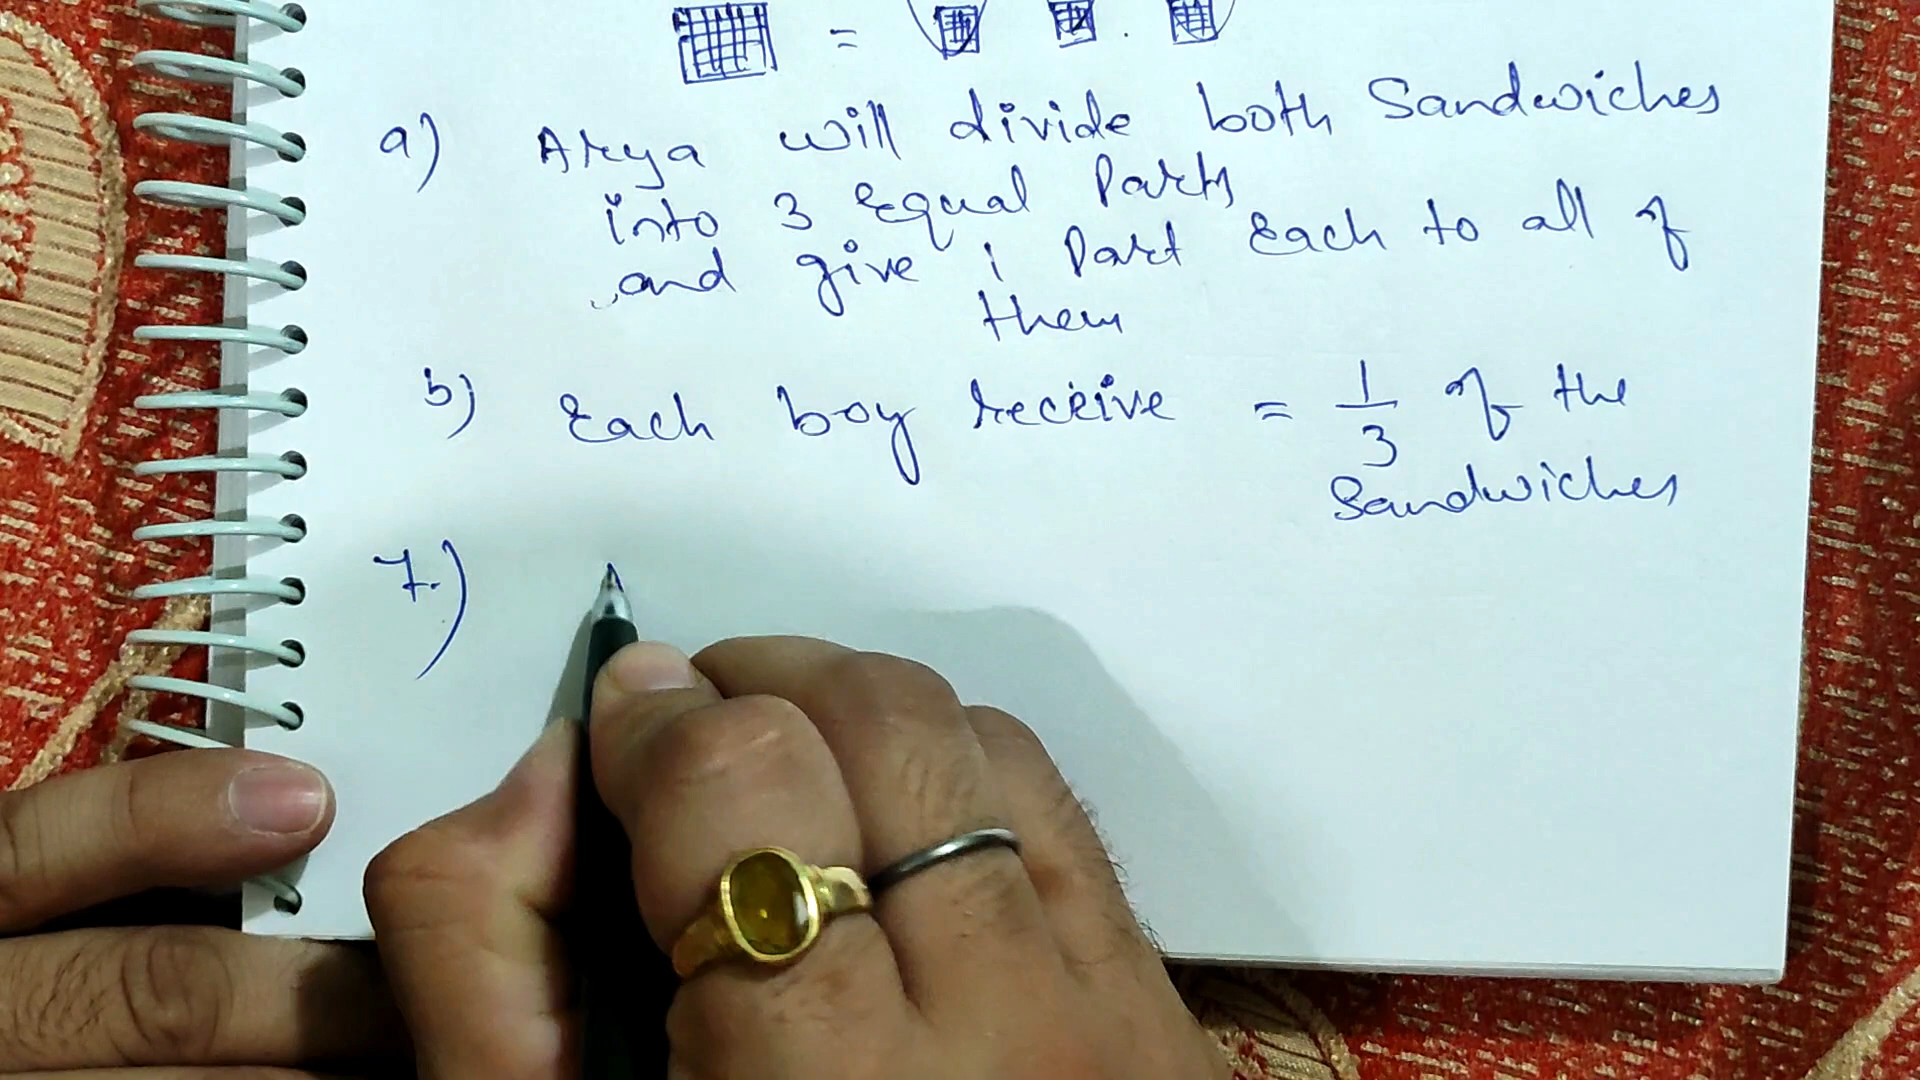 =
a) Arya will divide both Sandwiches
into 3 Equal Parts
and give 1 Part Each to all of
them
b) Each boy receive = 1/3 of the
Sandwiches
7.)